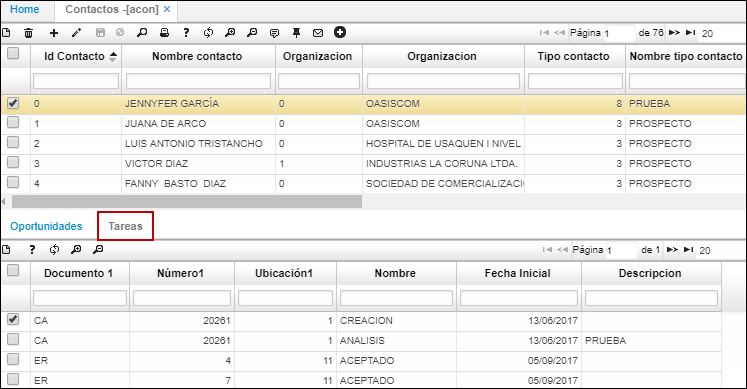 Home Contactos -[acon] ×
Página 1 de 76 20
Id Contacto Nombre contacto Organizacion Organizacion Tipo contacto Nombre tipo contacto
0 JENNYFER GARCÍA 0 OASISCOM 8 PRUEBA
1 JUANA DE ARCO 0 OASISCOM 3 PROSPECTO
2 LUIS ANTONIO TRISTANCHO 0 HOSPITAL DE USAQUEN I NIVEL 3 PROSPECTO
3 VICTOR DIAZ 1 INDUSTRIAS LA CORUNA LTDA. 3 PROSPECTO
4 FANNY BASTO DIAZ 0 SOCIEDAD DE COMERCIALIZACI 3 PROSPECTO
Oportunidades Tareas
? Página 1 de 1 20
Documento 1 Número1 Ubicación1 Nombre Fecha Inicial Descripcion
CA 20261 1 CREACION 13/06/2017
CA 20261 1 ANALISIS 13/06/2017 PRUEBA
ER 4 11 ACEPTADO 05/09/2017
ER 7 11 ACEPTADO 05/09/2017